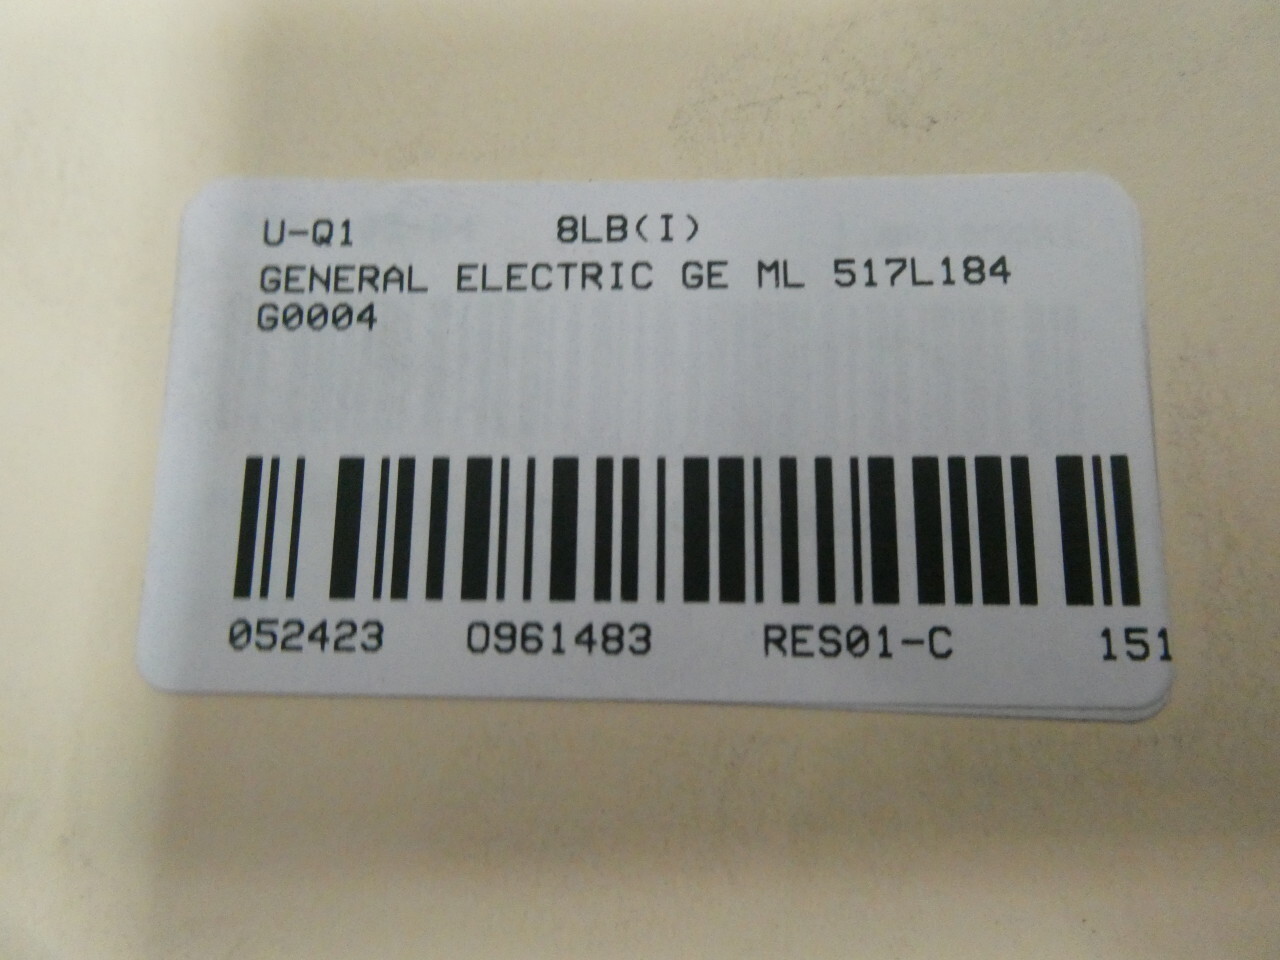 U-Q1 8LB(I)
GENERAL ELECTRIC GE ML 517L184
G0004
052423 0961483 RES01-C 151